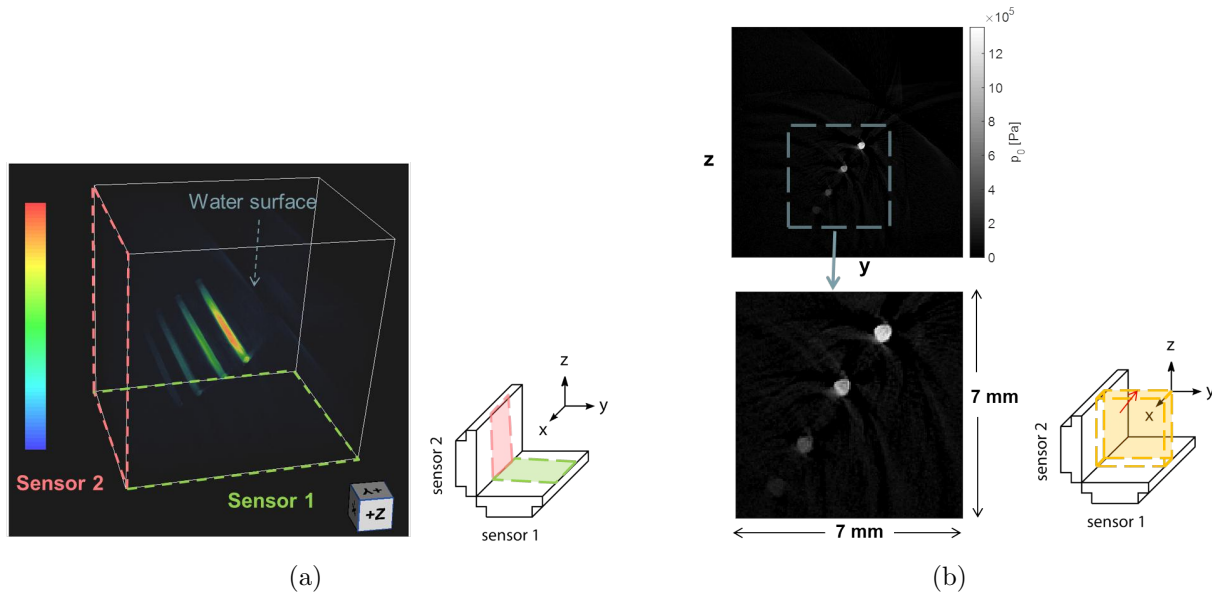 Water surface
Sensor 2
Sensor 1
+Z
z
y
x
sensor 2
sensor 1
(a)
×10⁵
12
10
8
6
4
2
0
p₀ [Pa]
z
y
7 mm
7 mm
z
y
x
sensor 2
sensor 1
(b)